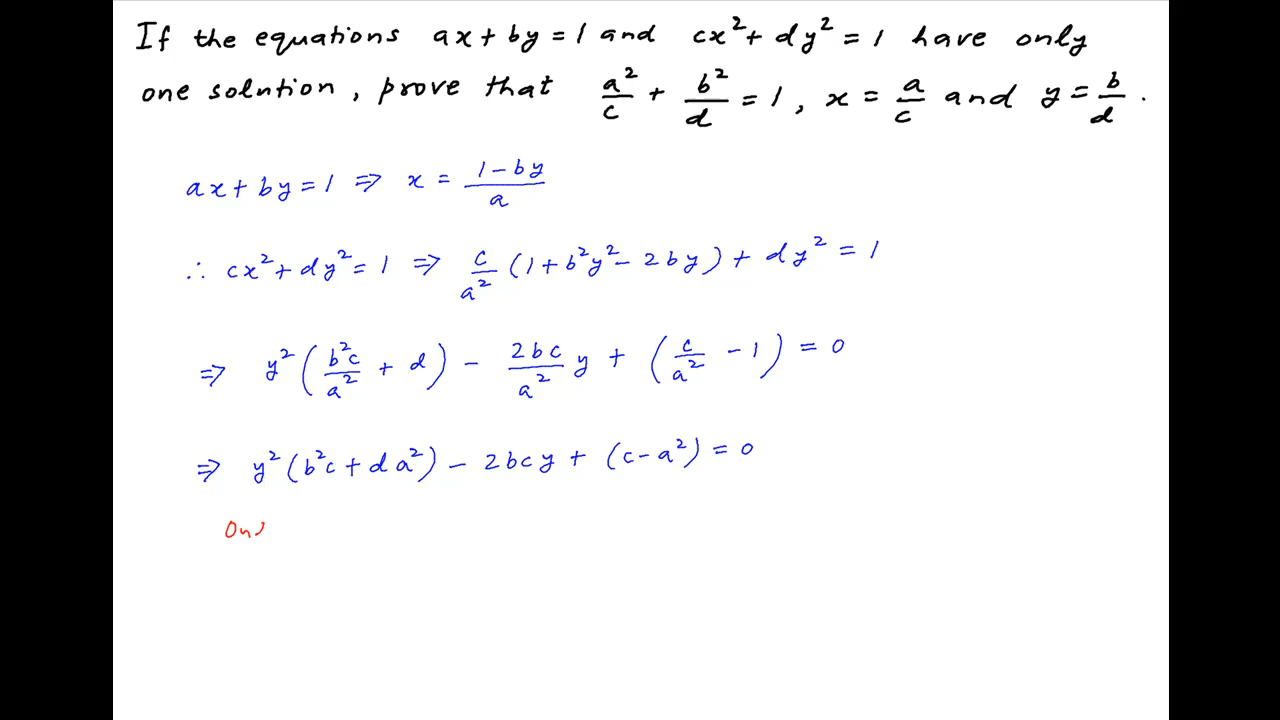 If the equations ax + by = 1 and cx² + dy² = 1 have only
one solution, prove that a²/c + b²/d = 1, x = a/c and y = b/d.
ax + by = 1 ⇒ x = (1 - by)/a
∴ cx² + dy² = 1 ⇒ c/a² (1 + b²y² - 2by) + dy² = 1
⇒ y² (b²c/a² + d) - 2bc/a² y + (c/a² - 1) = 0
⇒ y² (b²c + da²) - 2bcy + (c - a²) = 0